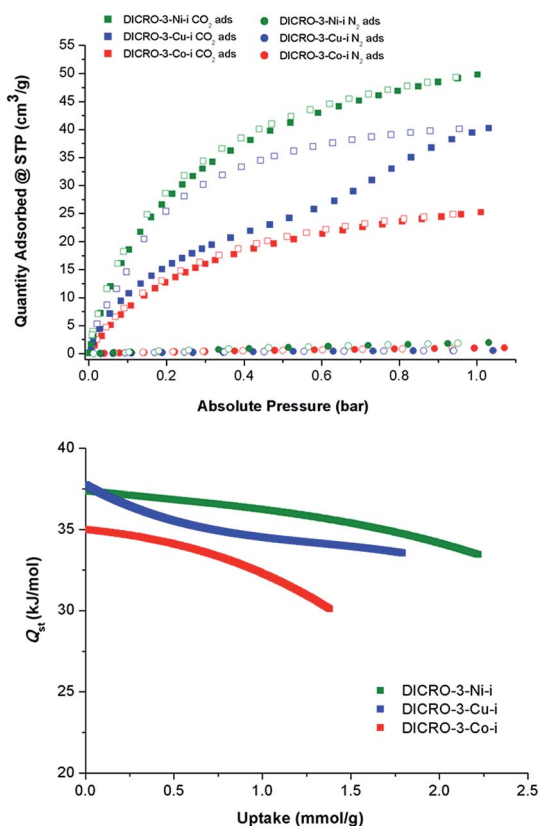 DICRO-3-Ni-i CO2 ads DICRO-3-Ni-i N2 ads
DICRO-3-Cu-i CO2 ads DICRO-3-Cu-i N2 ads
DICRO-3-Co-i CO2 ads DICRO-3-Co-i N2 ads
Quantity Adsorbed @ STP (cm3/g)
55
50
45
40
35
30
25
20
15
10
5
0
0.0 0.2 0.4 0.6 0.8 1.0
Absolute Pressure (bar)
Qst (kJ/mol)
40
35
30
25
20
DICRO-3-Ni-i
DICRO-3-Cu-i
DICRO-3-Co-i
0.0 0.5 1.0 1.5 2.0 2.5
Uptake (mmol/g)